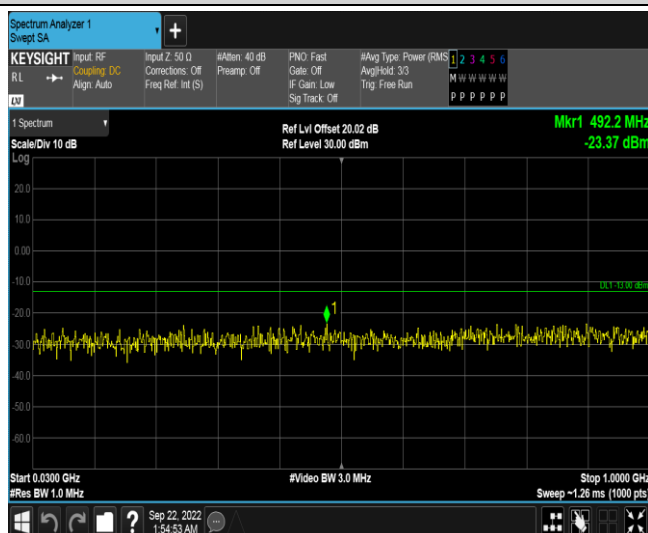 Spectrum Analyzer 1
Swept SA
+
KEYSIGHT
RL
Input: RF
Coupling: DC
Align: Auto
Input Z: 50 Ω
Corrections: Off
Freq Ref: Int (S)
#Atten: 40 dB
Preamp: Off
PNO: Fast
Gate: Off
IF Gain: Low
Sig Track: Off
#Avg Type: Power (RMS
Avg|Hold: 3/3
Trig: Free Run
1 2 3 4 5 6
M W W W W W
P P P P P P
1 Spectrum
Scale/Div 10 dB
Log
Ref Lvl Offset 20.02 dB
Ref Level 30.00 dBm
Mkr1 492.2 MHz
-23.37 dBm
20.0
10.0
0.00
-10.0
DL1 -13.00 dBm
1
-20.0
-30.0
-40.0
-50.0
-60.0
Start 0.0300 GHz
#Res BW 1.0 MHz
#Video BW 3.0 MHz
Stop 1.0000 GHz
Sweep ~1.26 ms (1000 pts)
?
Sep 22, 2022
1:54:53 AM